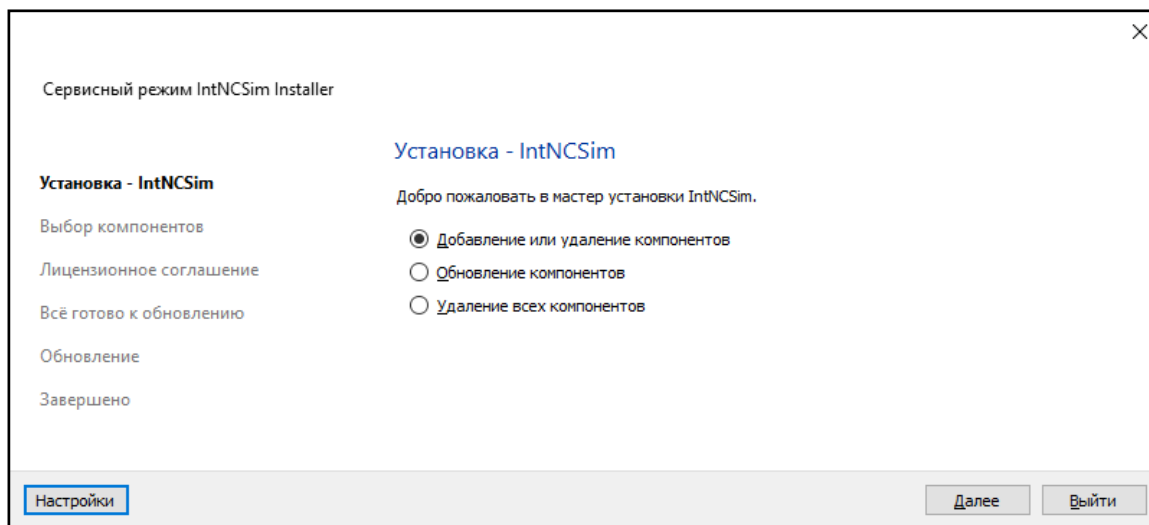 Сервисный режим IntNCSim Installer
Установка - IntNCSim
Выбор компонентов
Лицензионное соглашение
Всё готово к обновлению
Обновление
Завершено
Установка - IntNCSim
Добро пожаловать в мастер установки IntNCSim.
Добавление или удаление компонентов
Обновление компонентов
Удаление всех компонентов
Настройки
Далее
Выйти